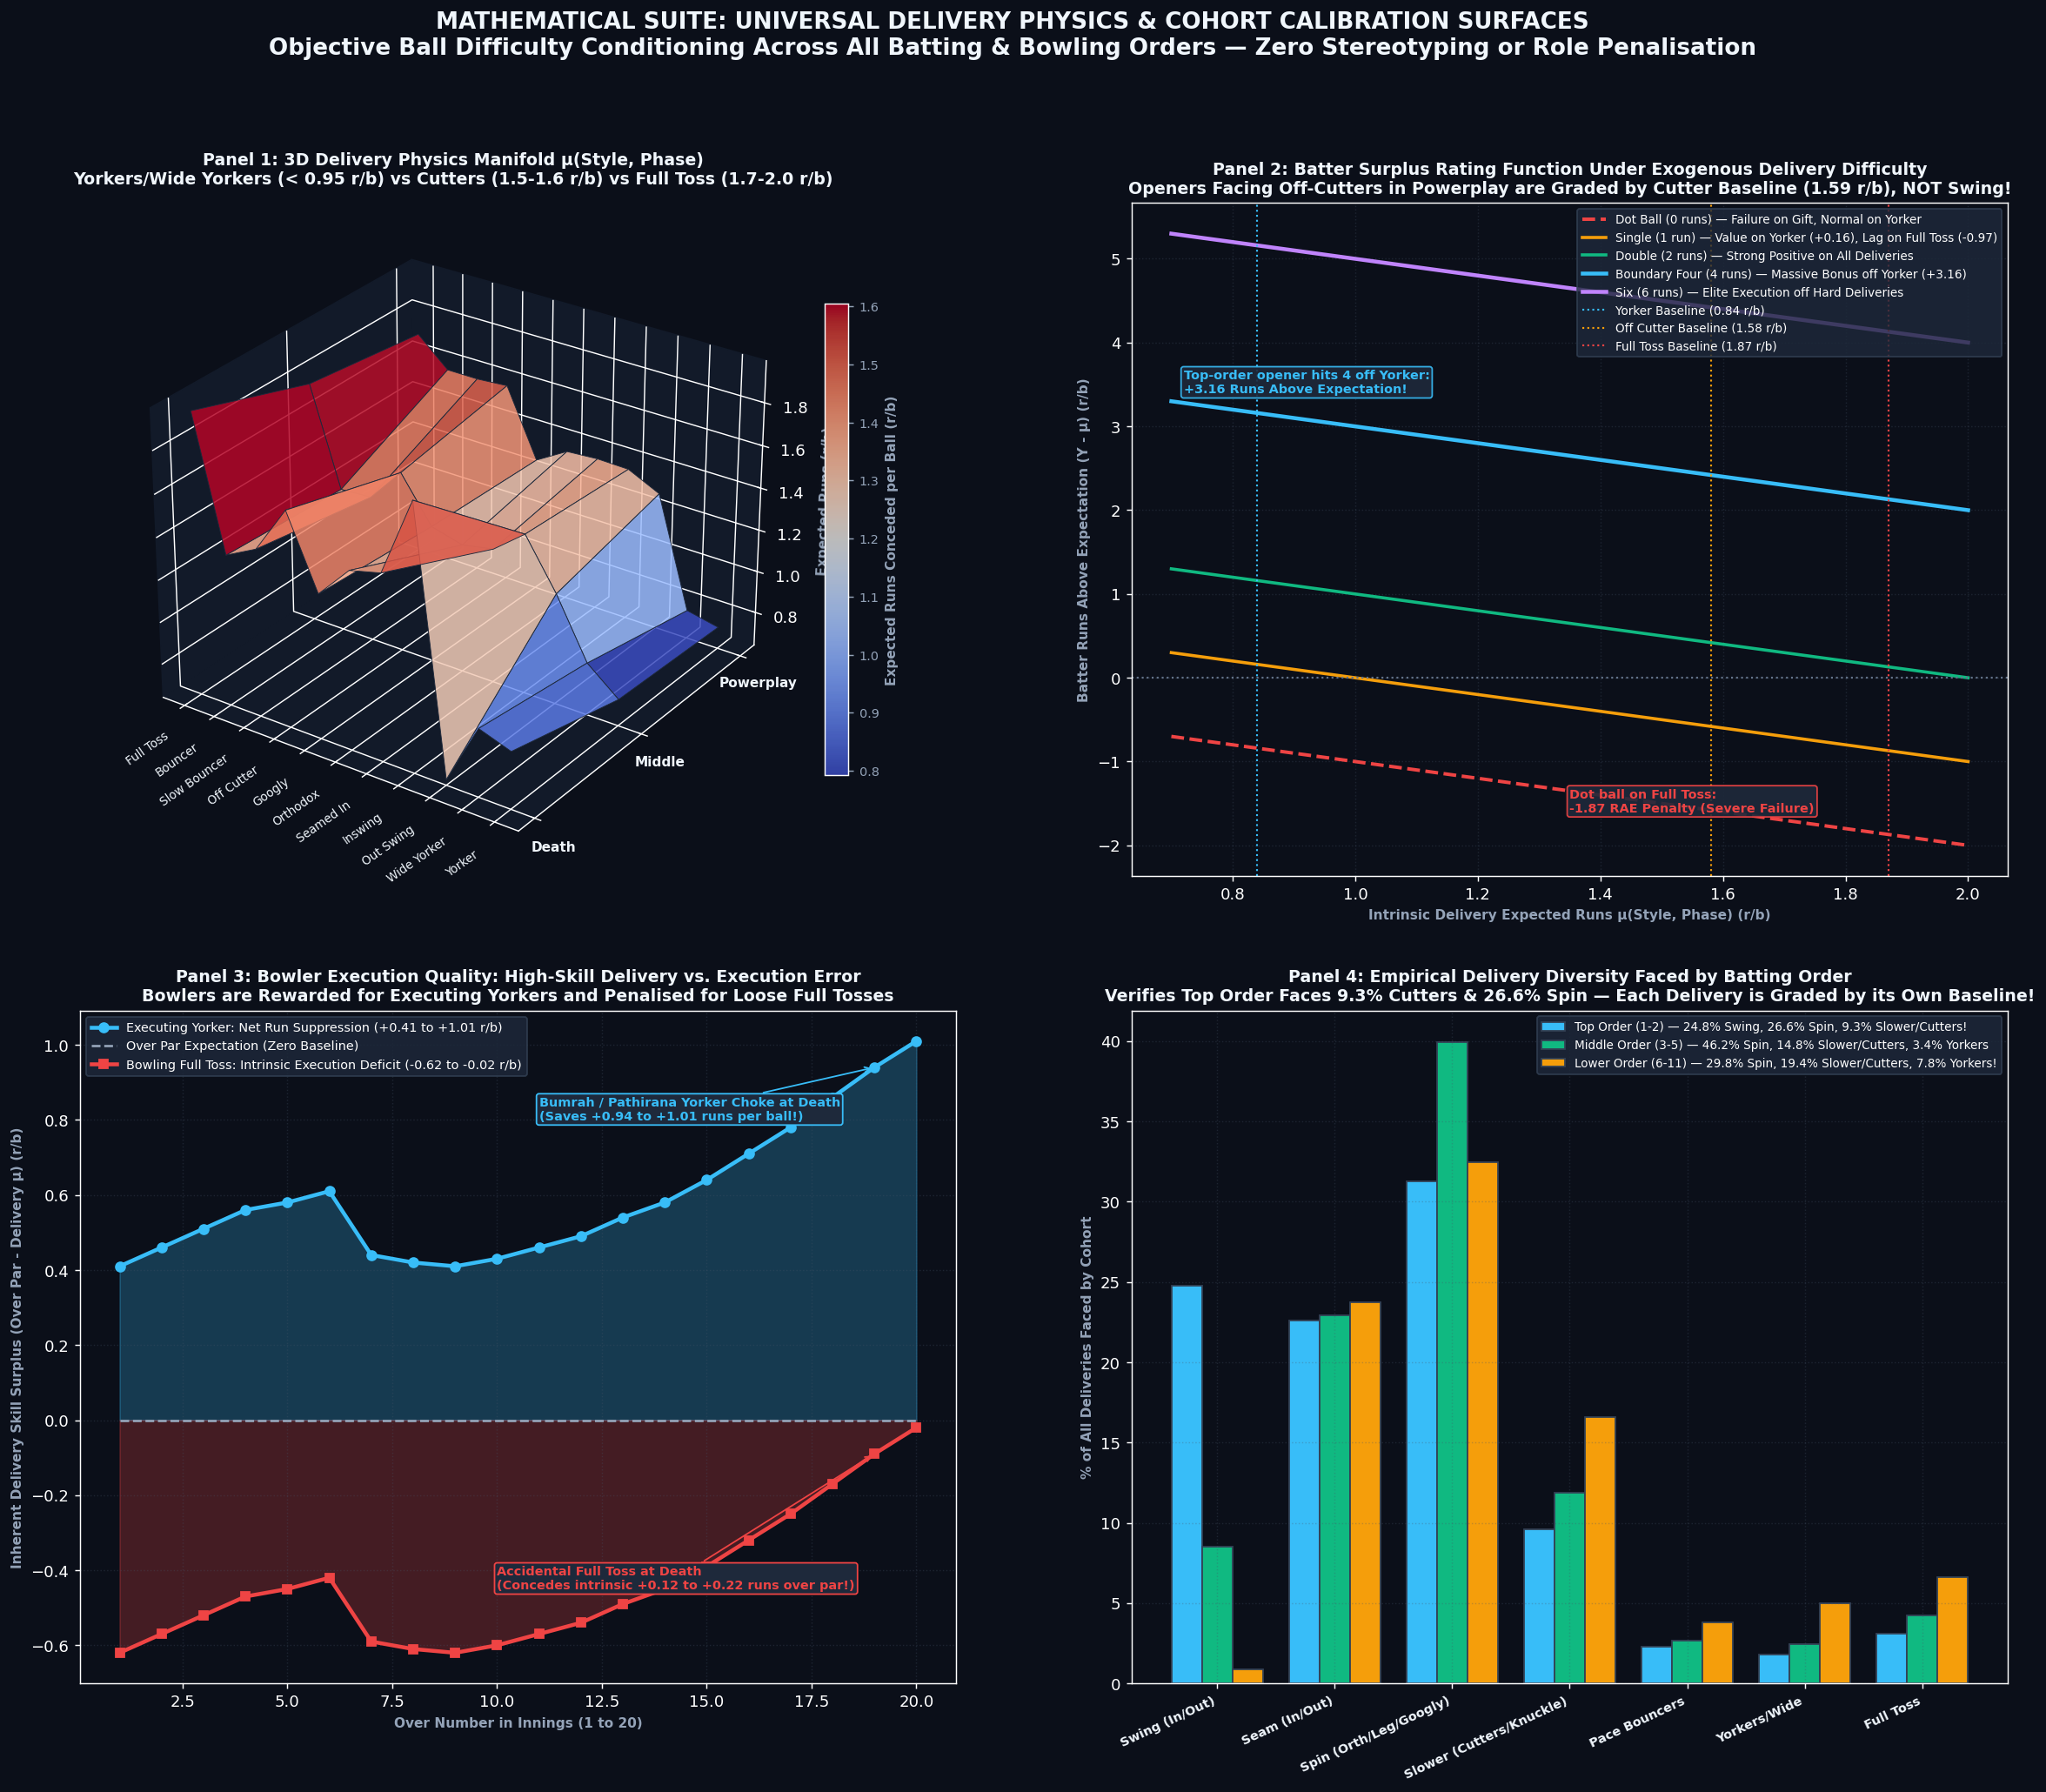 MATHEMATICAL SUITE: UNIVERSAL DELIVERY PHYSICS & COHORT CALIBRATION SURFACES
Objective Ball Difficulty Conditioning Across All Batting & Bowling Orders — Zero Stereotyping or Role Penalisation
Panel 1: 3D Delivery Physics Manifold μ(Style, Phase)
Yorkers/Wide Yorkers (< 0.95 r/b) vs Cutters (1.5-1.6 r/b) vs Full Toss (1.7-2.0 r/b)
1.8
1.6
1.4
1.2
1.0
0.8
Expected Runs (r/b)
Full Toss
Bouncer
Slow Bouncer
Off Cutter
Googly
Orthodox
Seamed In
Inswing
Out Swing
Wide Yorker
Yorker
Death
Middle
Powerplay
1.6
1.5
1.4
1.3
1.2
1.1
1.0
0.9
0.8
Expected Runs Conceded per Ball (r/b)
Panel 2: Batter Surplus Rating Function Under Exogenous Delivery Difficulty
Openers Facing Off-Cutters in Powerplay are Graded by Cutter Baseline (1.59 r/b), NOT Swing!
Dot Ball (0 runs) — Failure on Gift, Normal on Yorker
Single (1 run) — Value on Yorker (+0.16), Lag on Full Toss (-0.97)
Double (2 runs) — Strong Positive on All Deliveries
Boundary Four (4 runs) — Massive Bonus off Yorker (+3.16)
Six (6 runs) — Elite Execution off Hard Deliveries
Yorker Baseline (0.84 r/b)
Off Cutter Baseline (1.58 r/b)
Full Toss Baseline (1.87 r/b)
Top-order opener hits 4 off Yorker:
+3.16 Runs Above Expectation!
Dot ball on Full Toss:
-1.87 RAE Penalty (Severe Failure)
5
4
3
2
1
0
−1
−2
Batter Runs Above Expectation (Y - μ) (r/b)
0.8
1.0
1.2
1.4
1.6
1.8
2.0
Intrinsic Delivery Expected Runs μ(Style, Phase) (r/b)
Panel 3: Bowler Execution Quality: High-Skill Delivery vs. Execution Error
Bowlers are Rewarded for Executing Yorkers and Penalised for Loose Full Tosses
Executing Yorker: Net Run Suppression (+0.41 to +1.01 r/b)
Over Par Expectation (Zero Baseline)
Bowling Full Toss: Intrinsic Execution Deficit (-0.62 to -0.02 r/b)
Bumrah / Pathirana Yorker Choke at Death
(Saves +0.94 to +1.01 runs per ball!)
Accidental Full Toss at Death
(Concedes intrinsic +0.12 to +0.22 runs over par!)
1.0
0.8
0.6
0.4
0.2
0.0
−0.2
−0.4
−0.6
Inherent Delivery Skill Surplus (Over Par - Delivery μ) (r/b)
2.5
5.0
7.5
10.0
12.5
15.0
17.5
20.0
Over Number in Innings (1 to 20)
Panel 4: Empirical Delivery Diversity Faced by Batting Order
Verifies Top Order Faces 9.3% Cutters & 26.6% Spin — Each Delivery is Graded by its Own Baseline!
Top Order (1-2) — 24.8% Swing, 26.6% Spin, 9.3% Slower/Cutters!
Middle Order (3-5) — 46.2% Spin, 14.8% Slower/Cutters, 3.4% Yorkers
Lower Order (6-11) — 29.8% Spin, 19.4% Slower/Cutters, 7.8% Yorkers!
40
35
30
25
20
15
10
5
0
% of All Deliveries Faced by Cohort
Swing (In/Out)
Seam (In/Out)
Spin (Orth/Leg/Googly)
Slower (Cutters/Knuckle)
Pace Bouncers
Yorkers/Wide
Full Toss